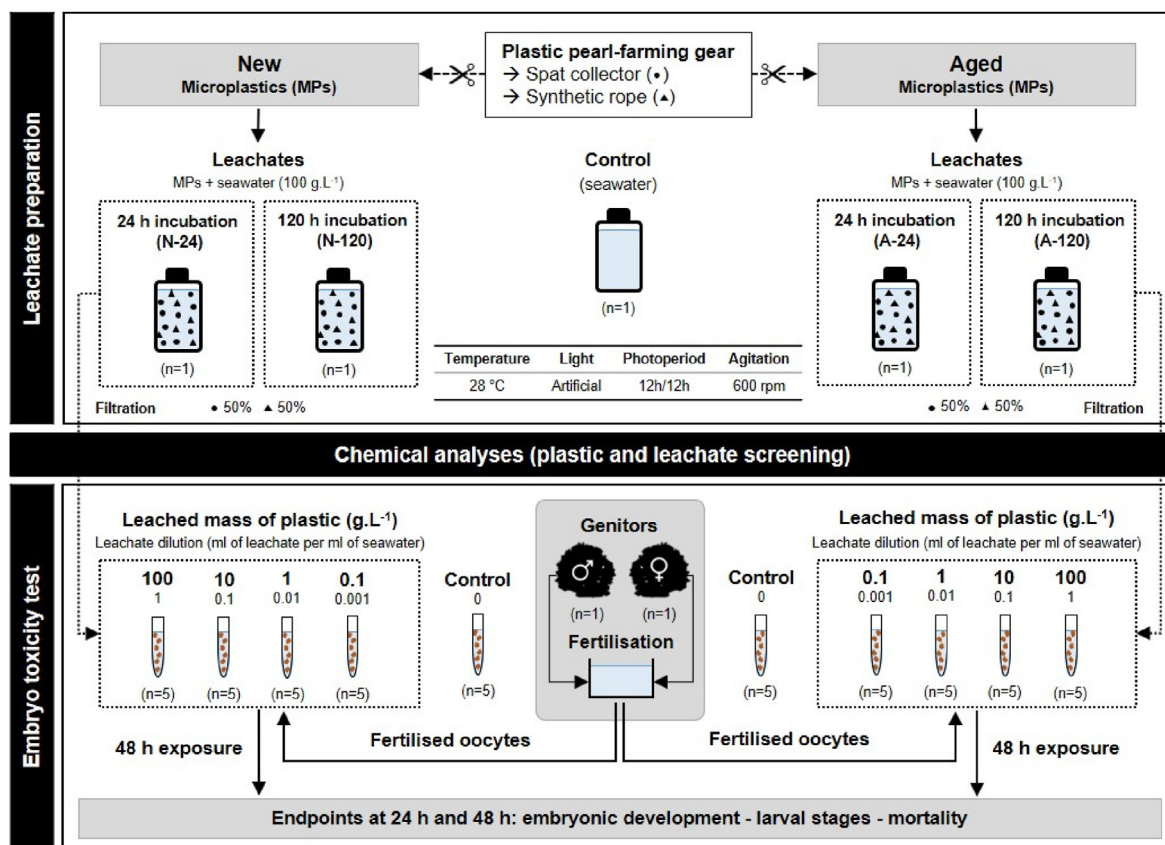 Leachate preparation
New
Microplastics (MPs)
Plastic pearl-farming gear
→ Spat collector (•)
→ Synthetic rope (▲)
Aged
Microplastics (MPs)
Leachates
MPs + seawater (100 g.L⁻¹)
24 h incubation
(N-24)
(n=1)
120 h incubation
(N-120)
(n=1)
Filtration
• 50% ▲ 50%
Control
(seawater)
(n=1)
Temperature Light Photoperiod Agitation
28 °C Artificial 12h/12h 600 rpm
Leachates
MPs + seawater (100 g.L⁻¹)
24 h incubation
(A-24)
(n=1)
120 h incubation
(A-120)
(n=1)
• 50% ▲ 50%
Filtration
Chemical analyses (plastic and leachate screening)
Embryo toxicity test
Leached mass of plastic (g.L⁻¹)
Leachate dilution (ml of leachate per ml of seawater)
100 10 1 0.1
1 0.1 0.01 0.001
(n=5) (n=5) (n=5) (n=5)
Control
0
(n=5)
Genitors
♂ ♀
(n=1) (n=1)
Fertilisation
Control
0
(n=5)
Leached mass of plastic (g.L⁻¹)
Leachate dilution (ml of leachate per ml of seawater)
0.1 1 10 100
0.001 0.01 0.1 1
(n=5) (n=5) (n=5) (n=5)
48 h exposure
Fertilised oocytes
Fertilised oocytes
48 h exposure
Endpoints at 24 h and 48 h: embryonic development - larval stages - mortality